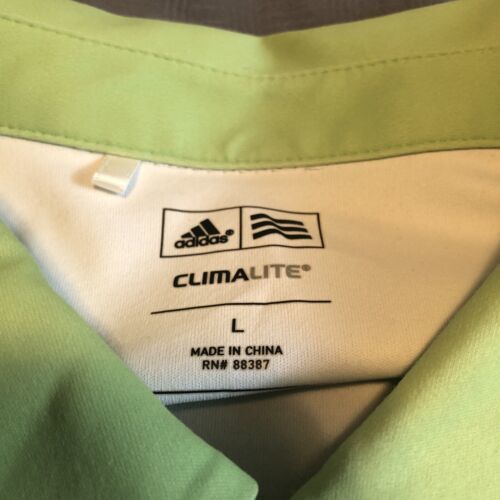 adidas®
CLIMALITE®
L
MADE IN CHINA
RN# 88387